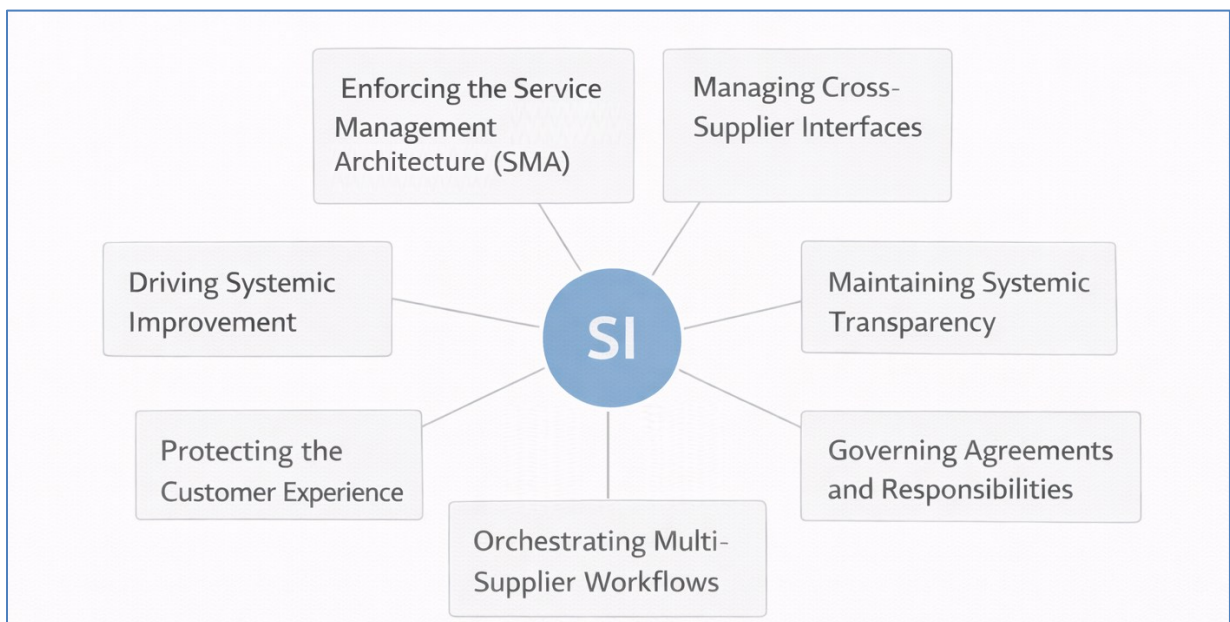 Enforcing the Service
Management
Architecture (SMA)
Managing Cross-
Supplier Interfaces
Driving Systemic
Improvement
SI
Maintaining Systemic
Transparency
Protecting the
Customer Experience
Governing Agreements
and Responsibilities
Orchestrating Multi-
Supplier Workflows